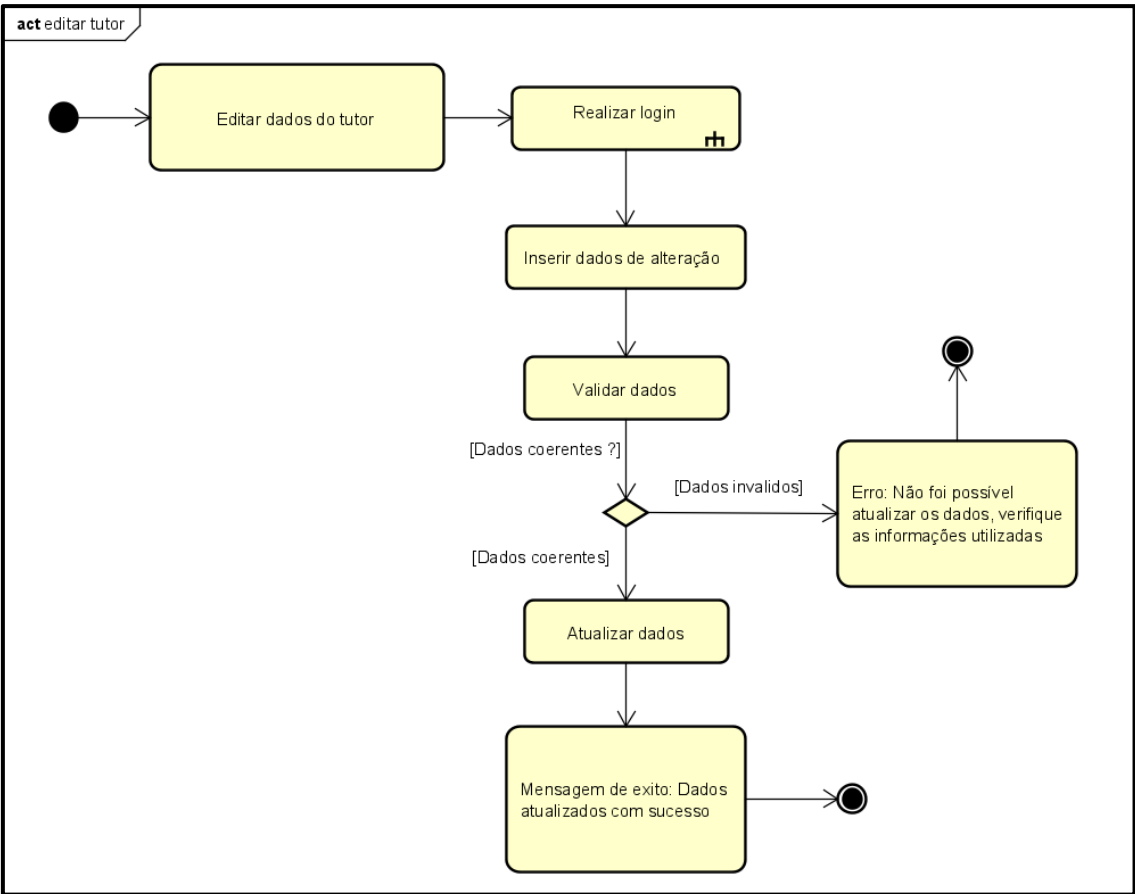 act editar tutor
Editar dados do tutor
Realizar login
Inserir dados de alteração
Validar dados
[Dados coerentes ?]
[Dados invalidos]
Erro: Não foi possível
atualizar os dados, verifique
as informações utilizadas
[Dados coerentes]
Atualizar dados
Mensagem de exito: Dados
atualizados com sucesso